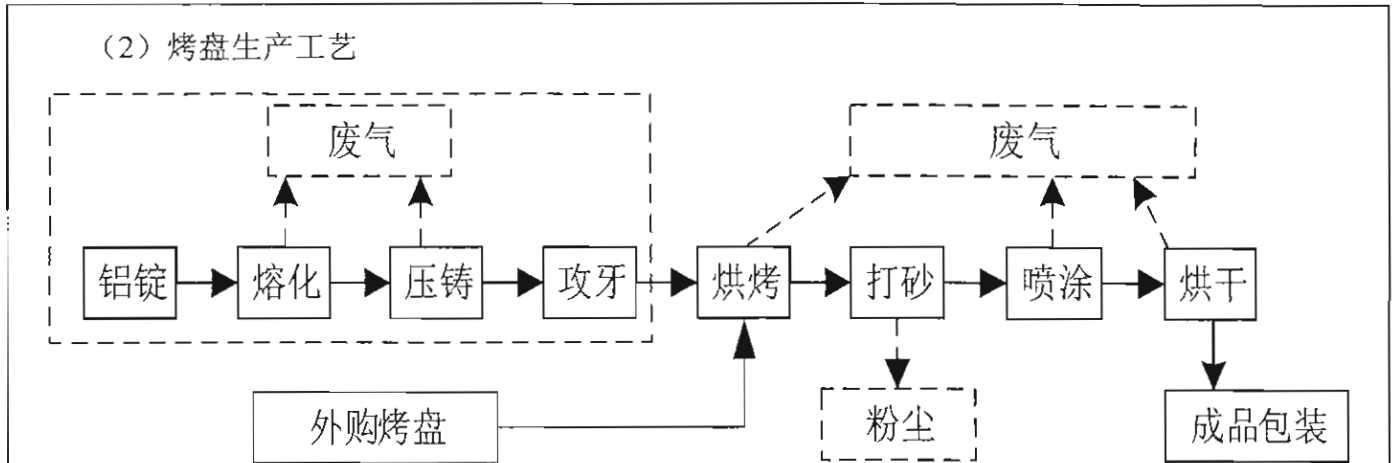 （2）烤盘生产工艺
废气 废气
铝锭 熔化 压铸 攻牙 烘烤 打砂 喷涂 烘干
外购烤盘 粉尘 成品包装